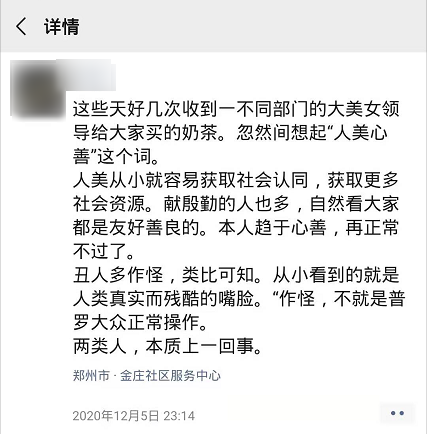 详情
这些天好几次收到一不同部门的大美女领
导给大家买的奶茶。忽然间想起“人美心
善”这个词。
人美从小就容易获取社会认同，获取更多
社会资源。献殷勤的人也多，自然看大家
都是友好善良的。本人趋于心善，再正常
不过了。
丑人多作怪，类比可知。从小看到的就是
人类真实而残酷的嘴脸。“作怪，不就是普
罗大众正常操作。
两类人，本质上一回事。
郑州市 · 金庄社区服务中心
2020年12月5日 23:14